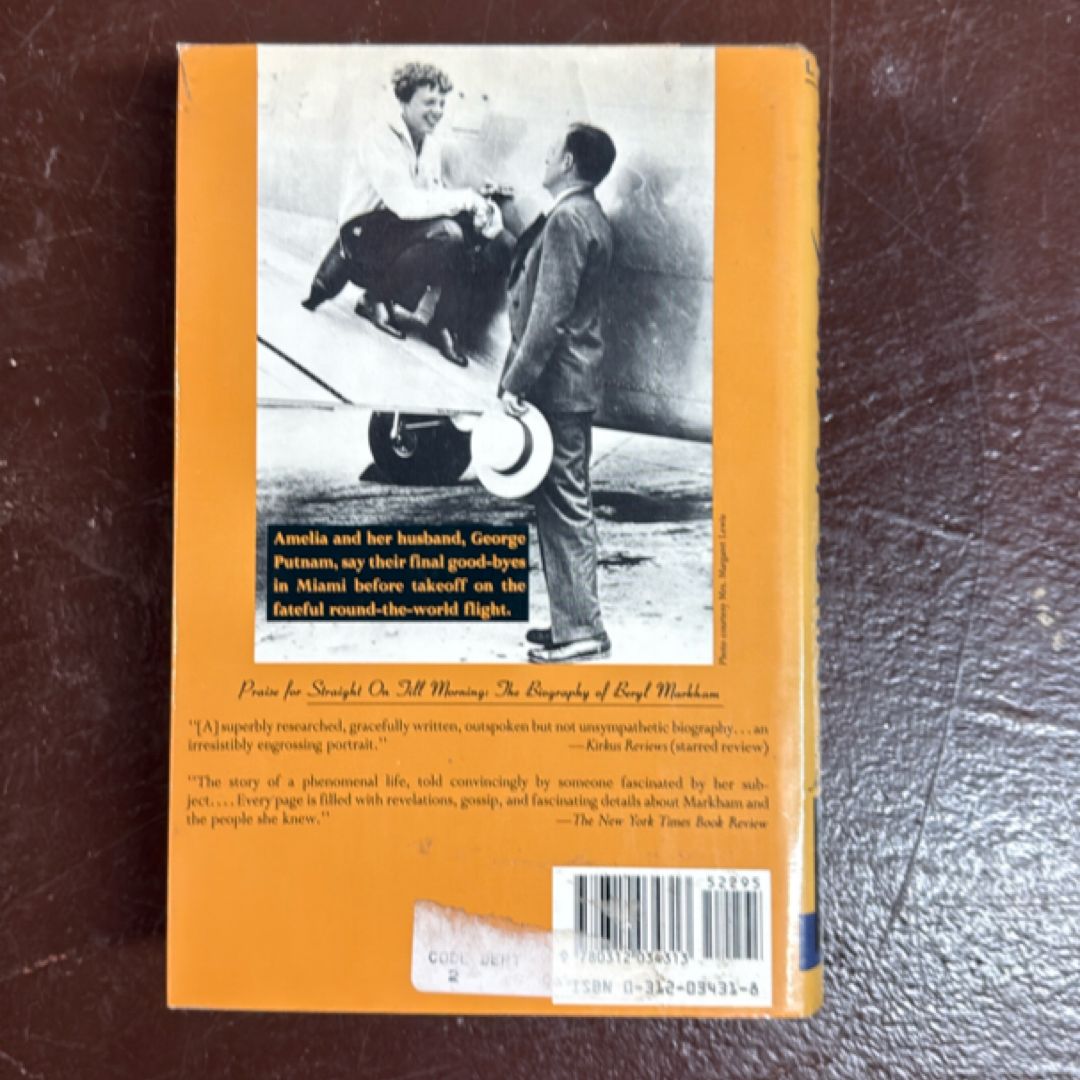 Amelia and her husband, George
Putnam, say their final good-byes
in Miami before takeoff on the
fateful round-the-world flight.
Photo courtesy Mrs. Margaret Lewis
Praise for Straight On Till Morning: The Biography of Beryl Markham
"[A] superbly researched, gracefully written, outspoken but not unsympathetic biography...an
irresistibly engrossing portrait."
—Kirkus Reviews (starred review)
"The story of a phenomenal life, told convincingly by someone fascinated by her sub-
ject.... Every page is filled with revelations, gossip, and fascinating details about Markham and
the people she knew."
—The New York Times Book Review
52295
9 780312 034313
ISBN 0-312-03431-8
2